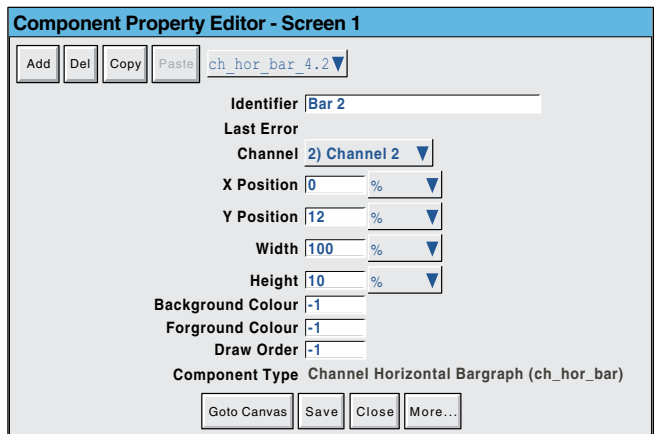 Component Property Editor - Screen 1
Add Del Copy Paste ch_hor_bar_4.2
Identifier Bar 2
Last Error
Channel 2) Channel 2
X Position 0 %
Y Position 12 %
Width 100 %
Height 10 %
Background Colour -1
Forground Colour -1
Draw Order -1
Component Type Channel Horizontal Bargraph (ch_hor_bar)
Goto Canvas Save Close More...